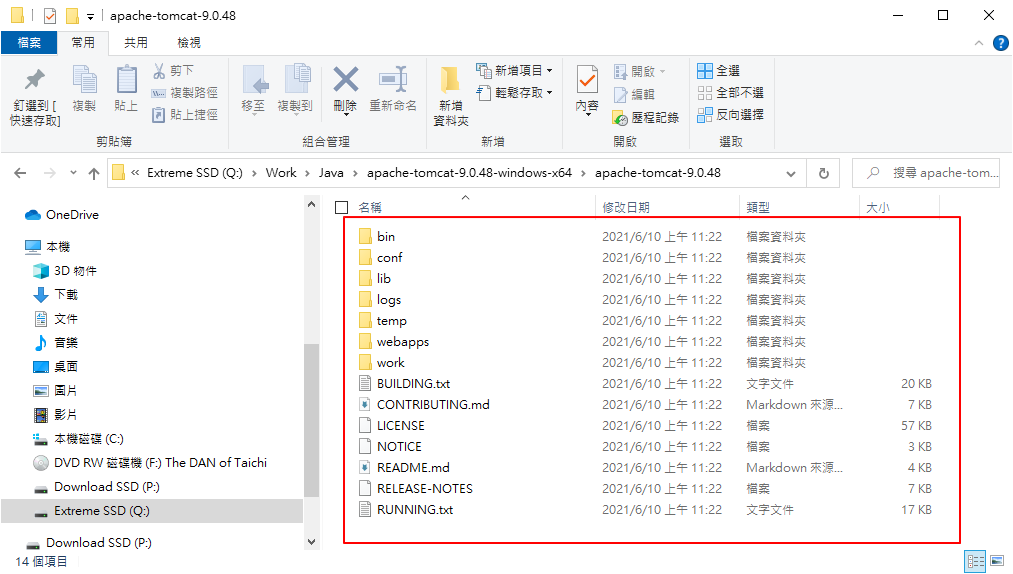 apache-tomcat-9.0.48
檔案 常用 共用 檢視
釘選到 [快速存取]
複製
貼上
剪下
複製路徑
貼上捷徑
移至
複製到
刪除
重新命名
新增資料夾
新增項目
輕鬆存取
內容
開啟
編輯
歷程記錄
全選
全部不選
反向選擇
剪貼簿 組合管理 新增 開啟 選取
« Extreme SSD (Q:) › Work › Java › apache-tomcat-9.0.48-windows-x64 › apache-tomcat-9.0.48
搜尋 apache-tom...
OneDrive
本機
3D 物件
下載
文件
音樂
桌面
圖片
影片
本機磁碟 (C:)
DVD RW 磁碟機 (F:) The DAN of Taichi
Download SSD (P:)
Extreme SSD (Q:)
Download SSD (P:)
名稱 修改日期 類型 大小
bin 2021/6/10 上午 11:22 檔案資料夾
conf 2021/6/10 上午 11:22 檔案資料夾
lib 2021/6/10 上午 11:22 檔案資料夾
logs 2021/6/10 上午 11:22 檔案資料夾
temp 2021/6/10 上午 11:22 檔案資料夾
webapps 2021/6/10 上午 11:22 檔案資料夾
work 2021/6/10 上午 11:22 檔案資料夾
BUILDING.txt 2021/6/10 上午 11:22 文字文件 20 KB
CONTRIBUTING.md 2021/6/10 上午 11:22 Markdown 來源... 7 KB
LICENSE 2021/6/10 上午 11:22 檔案 57 KB
NOTICE 2021/6/10 上午 11:22 檔案 3 KB
README.md 2021/6/10 上午 11:22 Markdown 來源... 4 KB
RELEASE-NOTES 2021/6/10 上午 11:22 檔案 7 KB
RUNNING.txt 2021/6/10 上午 11:22 文字文件 17 KB
14 個項目